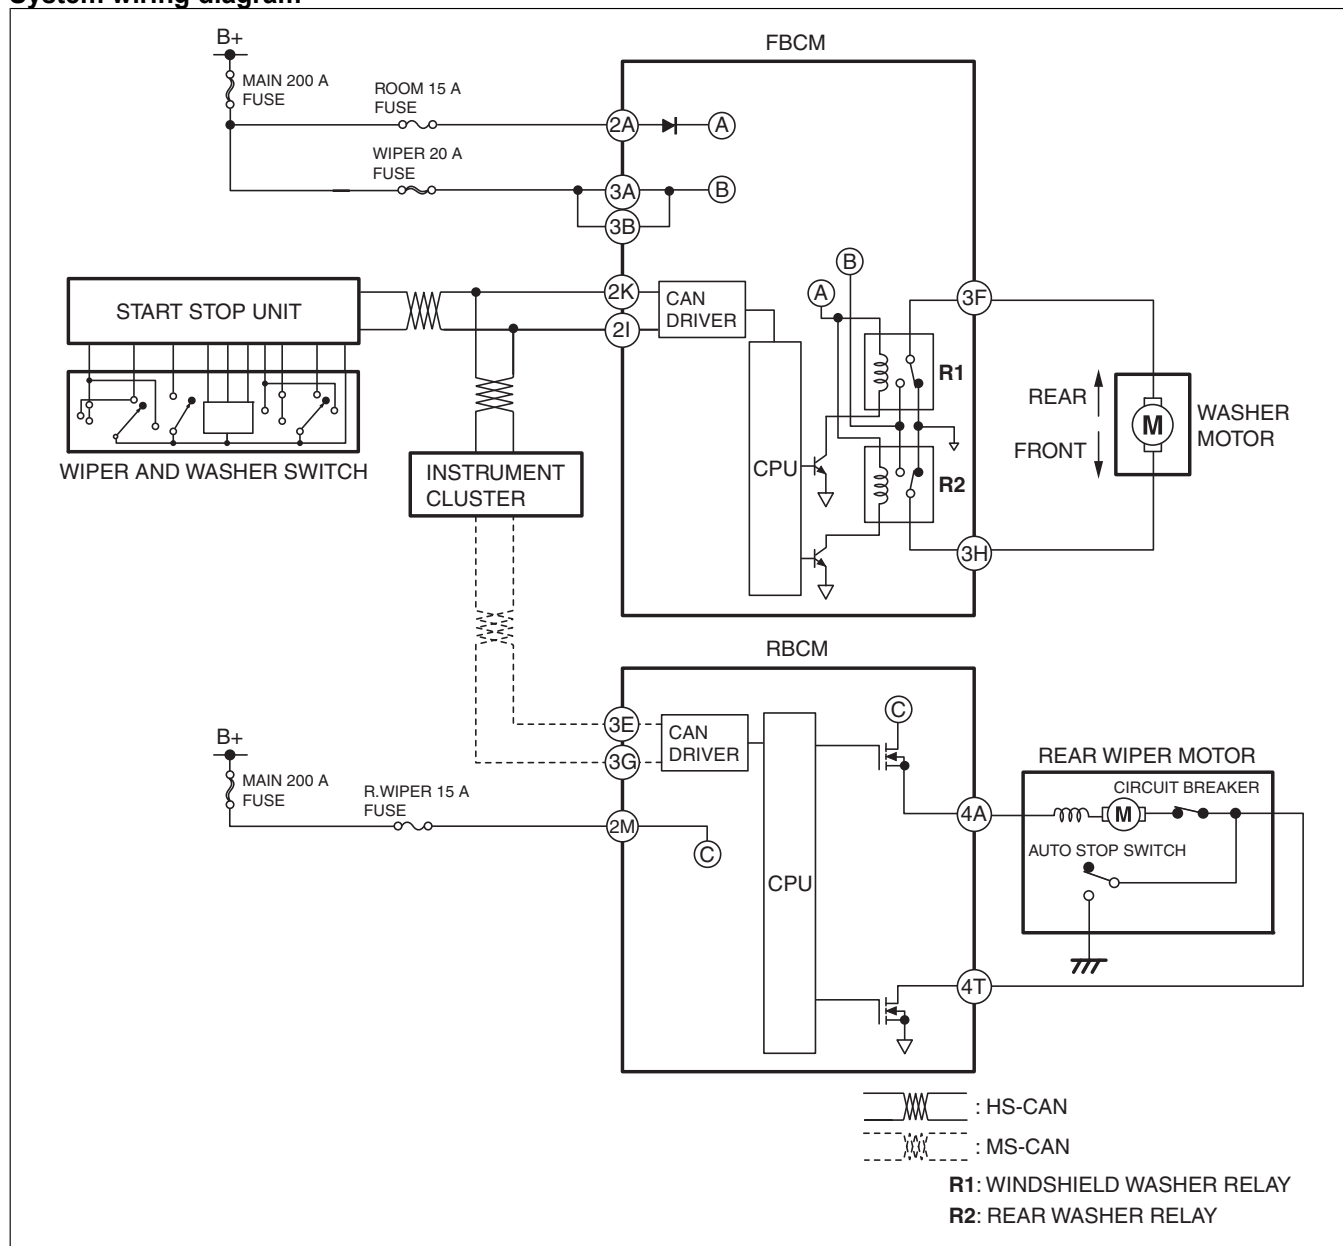 System wiring diagram
B+
MAIN 200 A
FUSE
ROOM 15 A
FUSE
WIPER 20 A
FUSE
FBCM
2A
A
3A
B
3B
START STOP UNIT
2K
2I
CAN
DRIVER
B
A
3F
R1
REAR
FRONT
M
WASHER
MOTOR
WIPER AND WASHER SWITCH
INSTRUMENT
CLUSTER
CPU
R2
3H
RBCM
3E
3G
CAN
DRIVER
C
B+
MAIN 200 A
FUSE
R.WIPER 15 A
FUSE
2M
C
CPU
4A
REAR WIPER MOTOR
CIRCUIT BREAKER
M
AUTO STOP SWITCH
4T
: HS-CAN
: MS-CAN
R1: WINDSHIELD WASHER RELAY
R2: REAR WASHER RELAY